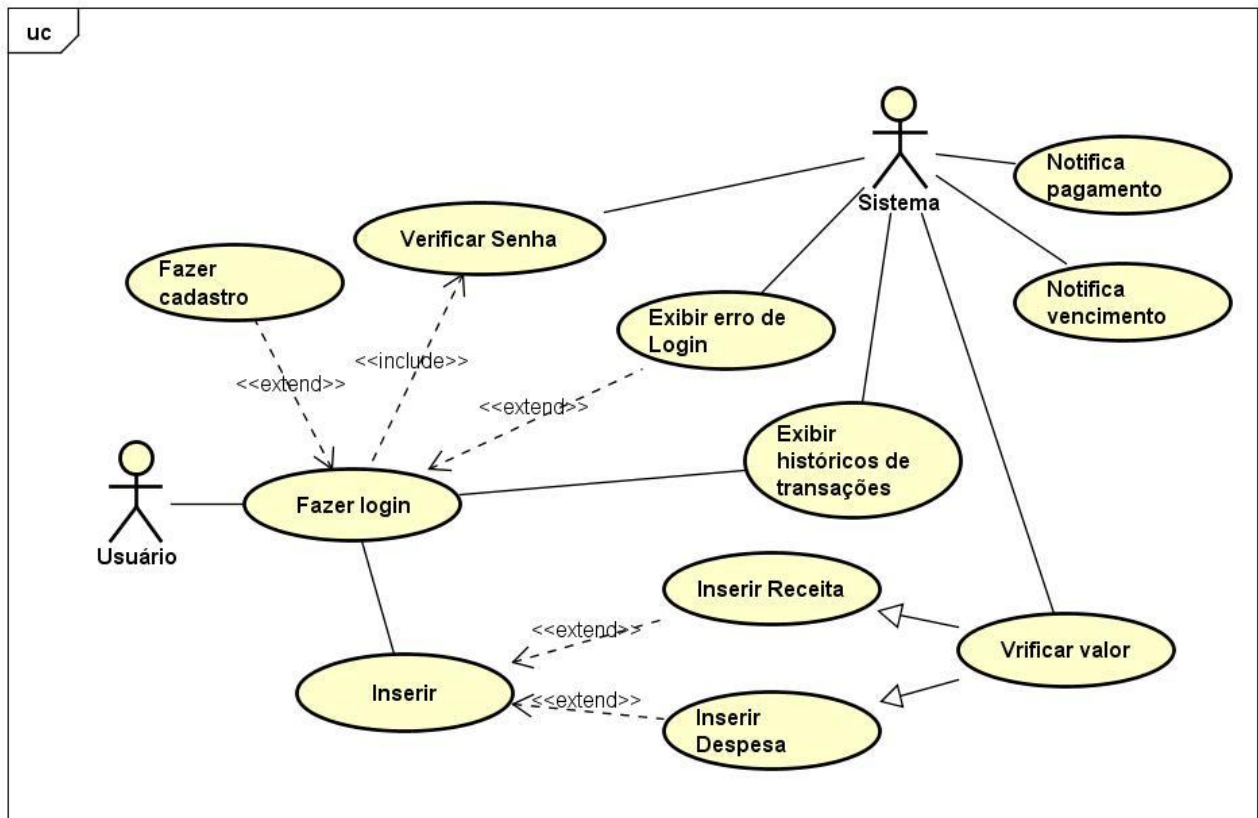 uc
Sistema
Notifica
pagamento
Verificar Senha
Fazer
cadastro
Notifica
vencimento
Exibir erro de
Login
<<include>>
<<extend>>
<<extend>>
Exibir
históricos de
transações
Fazer login
Usuário
Inserir Receita
<<extend>>
Vrificar valor
Inserir
<<extend>>
Inserir
Despesa